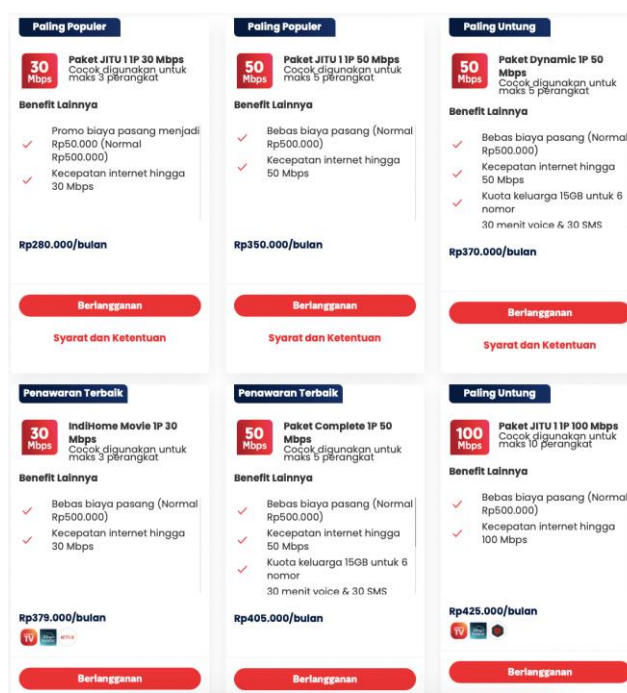 Paling Populer
30 Mbps
Paket JITU 1 1P 30 Mbps
Cocok digunakan untuk
maks 3 perangkat
Benefit Lainnya
Promo biaya pasang menjadi
Rp50.000 (Normal
Rp500.000)
Kecepatan internet hingga
30 Mbps
Rp280.000/bulan
Berlangganan
Syarat dan Ketentuan
Paling Populer
50 Mbps
Paket JITU 1 1P 50 Mbps
Cocok digunakan untuk
maks 5 perangkat
Benefit Lainnya
Bebas biaya pasang (Normal
Rp500.000)
Kecepatan internet hingga
50 Mbps
Rp350.000/bulan
Berlangganan
Syarat dan Ketentuan
Paling Untung
50 Mbps
Paket Dynamic 1P 50
Mbps
Cocok digunakan untuk
maks 5 perangkat
Benefit Lainnya
Bebas biaya pasang (Normal
Rp500.000)
Kecepatan internet hingga
50 Mbps
Kuota keluarga 15GB untuk 6
nomor
30 menit voice & 30 SMS
Rp370.000/bulan
Berlangganan
Syarat dan Ketentuan
Penawaran Terbaik
30 Mbps
IndiHome Movie 1P 30
Mbps
Cocok digunakan untuk
maks 3 perangkat
Benefit Lainnya
Bebas biaya pasang (Normal
Rp500.000)
Kecepatan internet hingga
30 Mbps
Rp379.000/bulan
TV
NETFLIX
Berlangganan
Penawaran Terbaik
50 Mbps
Paket Complete 1P 50
Mbps
Cocok digunakan untuk
maks 5 perangkat
Benefit Lainnya
Bebas biaya pasang (Normal
Rp500.000)
Kecepatan internet hingga
50 Mbps
Kuota keluarga 15GB untuk 6
nomor
30 menit voice & 30 SMS
Rp405.000/bulan
Berlangganan
Paling Untung
100 Mbps
Paket JITU 1 1P 100 Mbps
Cocok digunakan untuk
maks 10 perangkat
Benefit Lainnya
Bebas biaya pasang (Normal
Rp500.000)
Kecepatan internet hingga
100 Mbps
Rp425.000/bulan
TV
Berlangganan